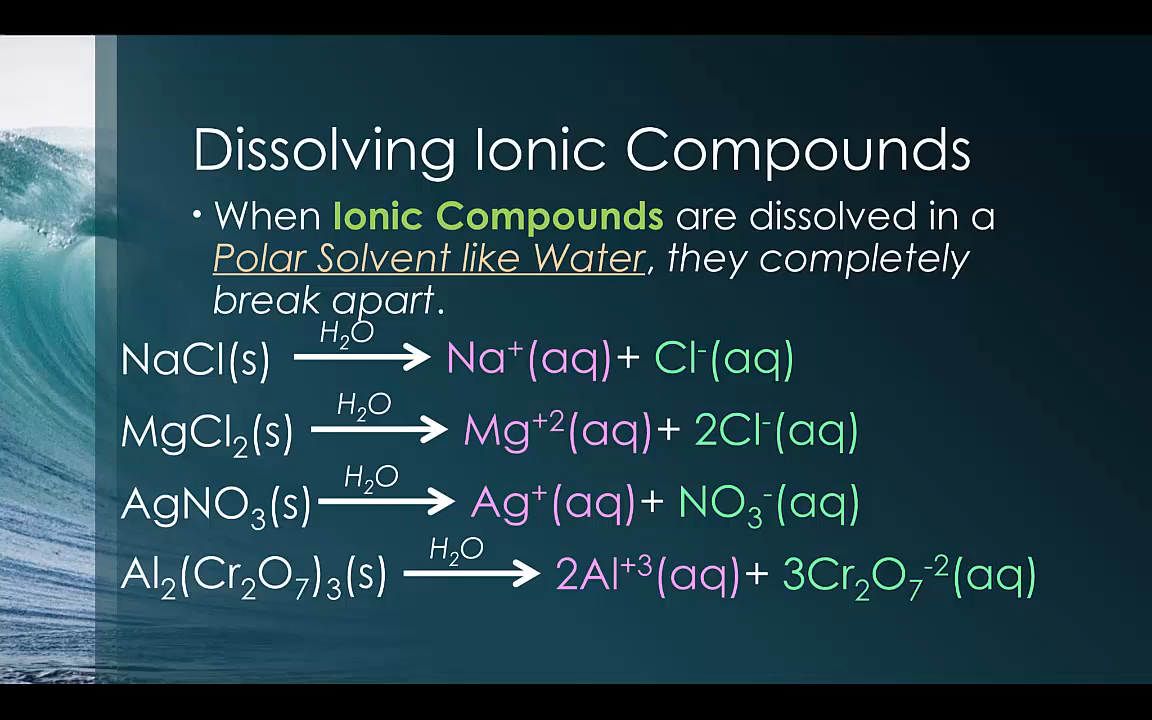 Dissolving Ionic Compounds
• When Ionic Compounds are dissolved in a
Polar Solvent like Water, they completely
break apart.
NaCl(s) H₂O → Na⁺(aq)+ Cl⁻(aq)
MgCl₂(s) H₂O → Mg⁺²(aq)+ 2Cl⁻(aq)
AgNO₃(s) H₂O → Ag⁺(aq)+ NO₃⁻(aq)
Al₂(Cr₂O₇)₃(s) H₂O → 2Al⁺³(aq)+ 3Cr₂O₇⁻²(aq)